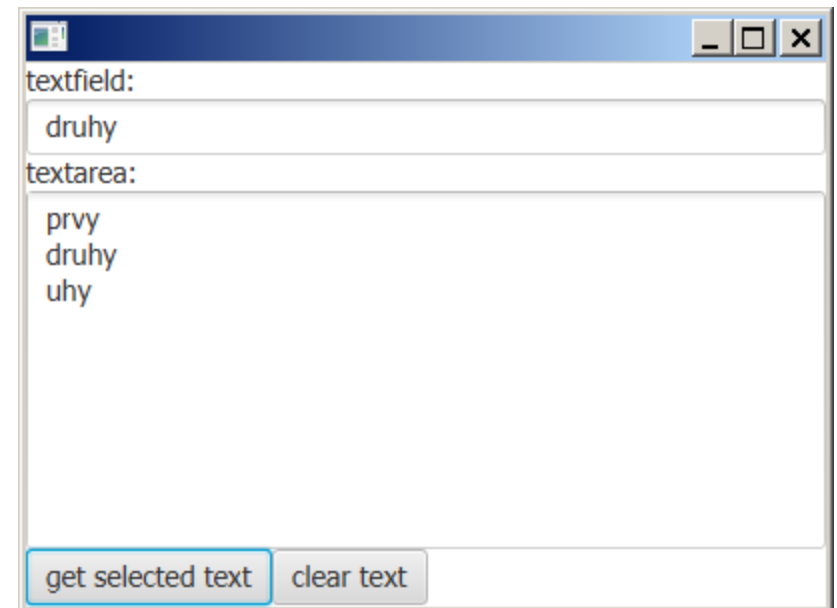 textfield:
druhy
textarea:
prvy
druhy
uhy
get selected text clear text